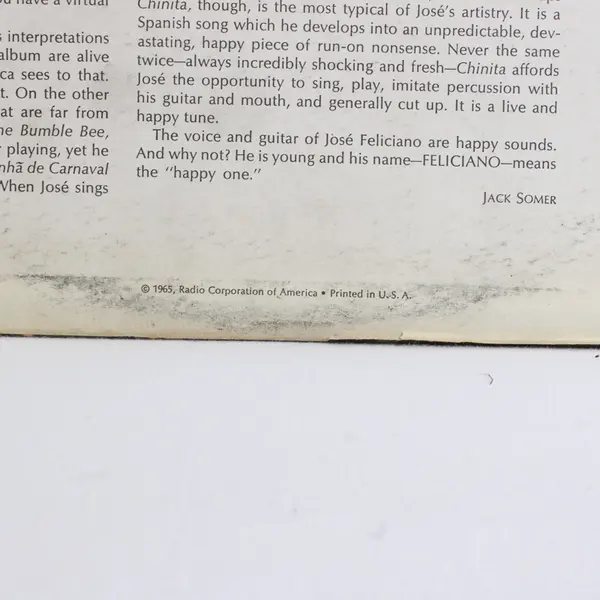 interpretations
album are alive
ca sees to that.
t. On the other
at are far from
he Bumble Bee,
playing, yet he
nhã de Carnaval
When José sings
Chinita, though, is the most typical of José's artistry. It is a
Spanish song which he develops into an unpredictable, dev-
astating, happy piece of run-on nonsense. Never the same
twice—always incredibly shocking and fresh—Chinita affords
José the opportunity to sing, play, imitate percussion with
his guitar and mouth, and generally cut up. It is a live and
happy tune.
The voice and guitar of José Feliciano are happy sounds.
And why not? He is young and his name—FELICIANO—means
the "happy one."
JACK SOMER
© 1965, Radio Corporation of America • Printed in U. S. A.